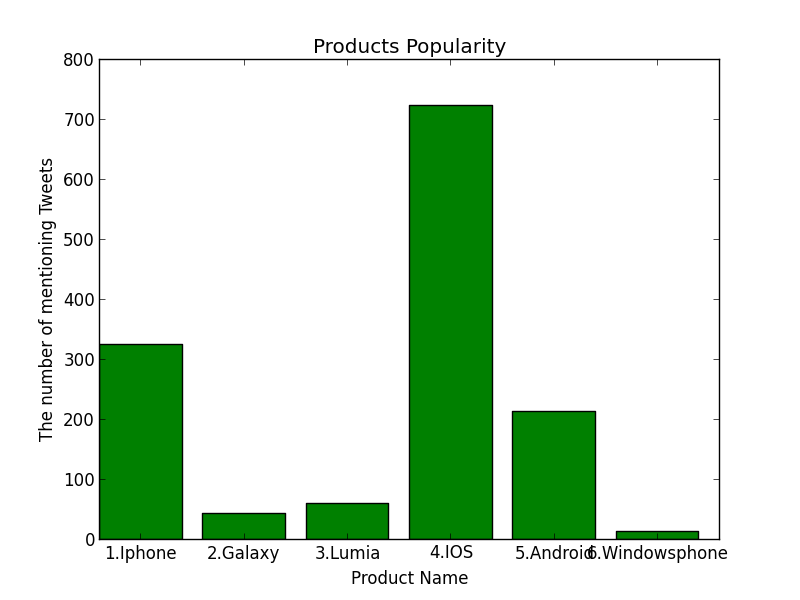 Products Popularity
The number of mentioning Tweets
800
700
600
500
400
300
200
100
0
1.Iphone 2.Galaxy 3.Lumia 4.IOS 5.Android 6.Windowsphone
Product Name